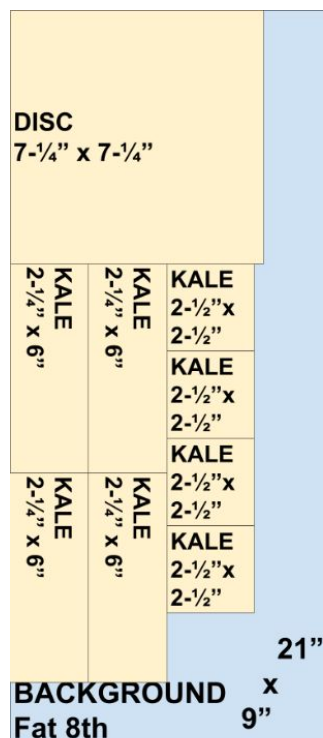 DISC
7-¼” x 7-¼”
KALE
2-¼” x 6”
KALE
2-¼” x 6”
KALE
2-½”x
2-½”
KALE
2-½”x
2-½”
KALE
2-½”x
2-½”
KALE
2-½”x
2-½”
KALE
2-¼” x 6”
KALE
2-¼” x 6”
21”
x
9”
BACKGROUND
Fat 8th